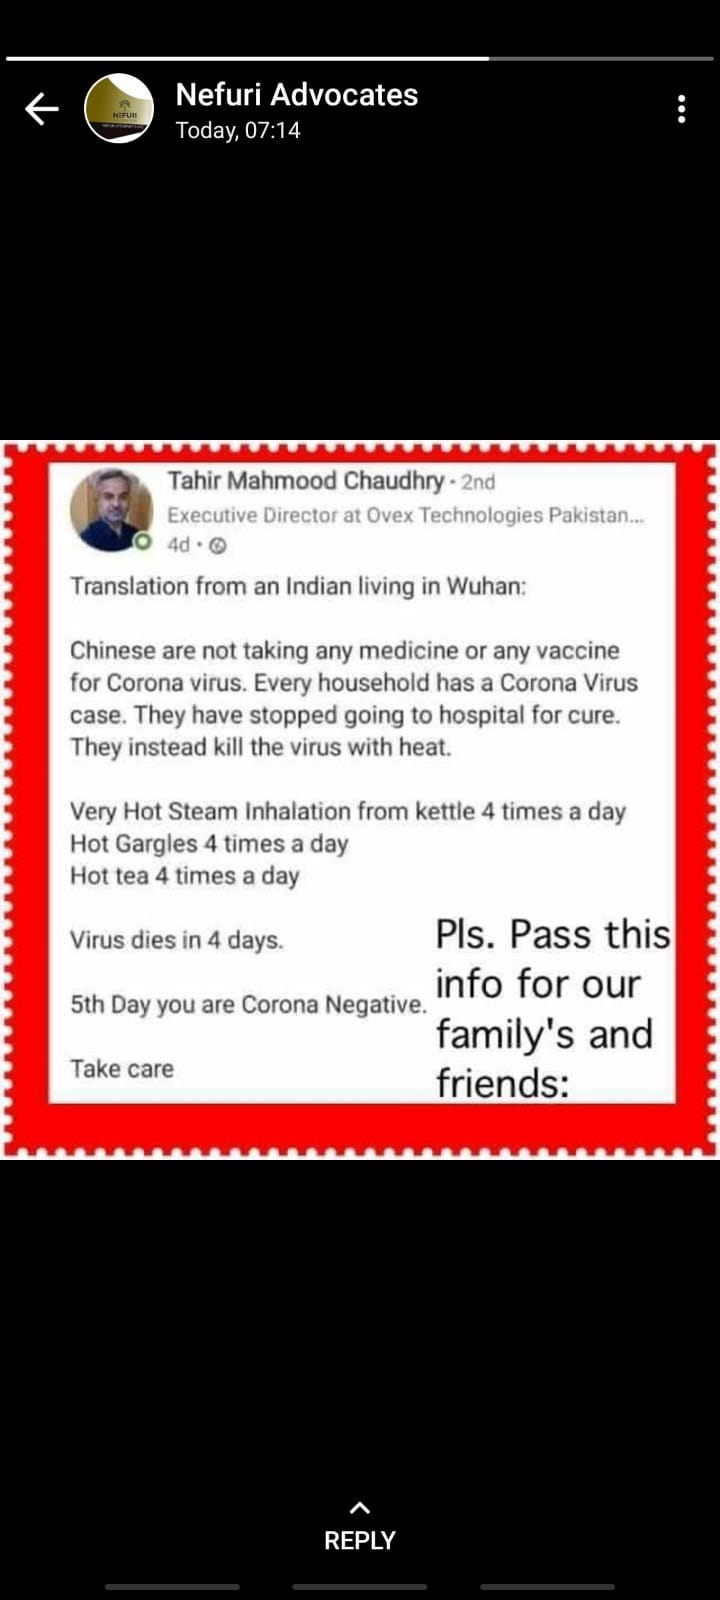 Nefuri Advocates
Today, 07:14
NEFURI
Tahir Mahmood Chaudhry · 2nd
Executive Director at Ovex Technologies Pakistan...
4d ·
Translation from an Indian living in Wuhan:
Chinese are not taking any medicine or any vaccine
for Corona virus. Every household has a Corona Virus
case. They have stopped going to hospital for cure.
They instead kill the virus with heat.
Very Hot Steam Inhalation from kettle 4 times a day
Hot Gargles 4 times a day
Hot tea 4 times a day
Virus dies in 4 days.
5th Day you are Corona Negative.
Take care
Pls. Pass this
info for our
family's and
friends:
REPLY